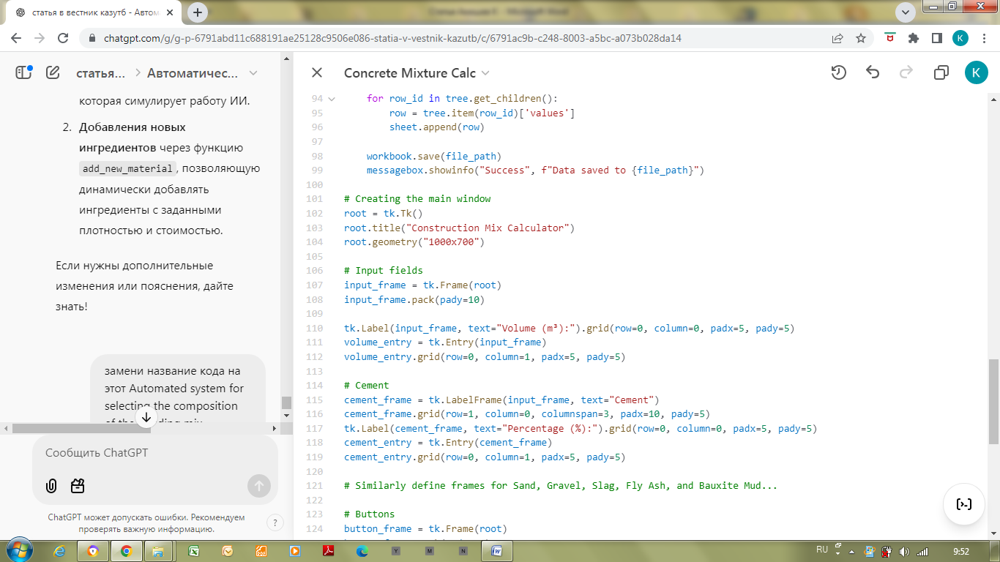 статья в вестник казутб - Автом
chatgpt.com/g/g-p-6791abd11c688191ae25128c9506e086-statia-v-vestnik-kazutb/c/6791ac9b-c248-8003-a5bc-a073b028da14
K
статья... > Автоматичес...
которая симулирует работу ИИ.
2. Добавления новых
ингредиентов через функцию
add_new_material, позволяющую
динамически добавлять
ингредиенты с заданными
плотностью и стоимостью.
Если нужны дополнительные
изменения или пояснения, дайте
знать!
замени название кода на
этот Automated system for
selecting the composition
Сообщить ChatGPT
ChatGPT может допускать ошибки. Рекомендуем
проверять важную информацию.
?
Concrete Mixture Calc
K
94 for row_id in tree.get_children():
95 row = tree.item(row_id)['values']
96 sheet.append(row)
97
98 workbook.save(file_path)
99 messagebox.showinfo("Success", f"Data saved to {file_path}")
100
101 # Creating the main window
102 root = tk.Tk()
103 root.title("Construction Mix Calculator")
104 root.geometry("1000x700")
105
106 # Input fields
107 input_frame = tk.Frame(root)
108 input_frame.pack(pady=10)
109
110 tk.Label(input_frame, text="Volume (m³):").grid(row=0, column=0, padx=5, pady=5)
111 volume_entry = tk.Entry(input_frame)
112 volume_entry.grid(row=0, column=1, padx=5, pady=5)
113
114 # Cement
115 cement_frame = tk.LabelFrame(input_frame, text="Cement")
116 cement_frame.grid(row=1, column=0, columnspan=3, padx=10, pady=5)
117 tk.Label(cement_frame, text="Percentage (%):").grid(row=0, column=0, padx=5, pady=5)
118 cement_entry = tk.Entry(cement_frame)
119 cement_entry.grid(row=0, column=1, padx=5, pady=5)
120
121 # Similarly define frames for Sand, Gravel, Slag, Fly Ash, and Bauxite Mud...
122
123 # Buttons
124 button_frame = tk.Frame(root)
Y M N
RU
9:52